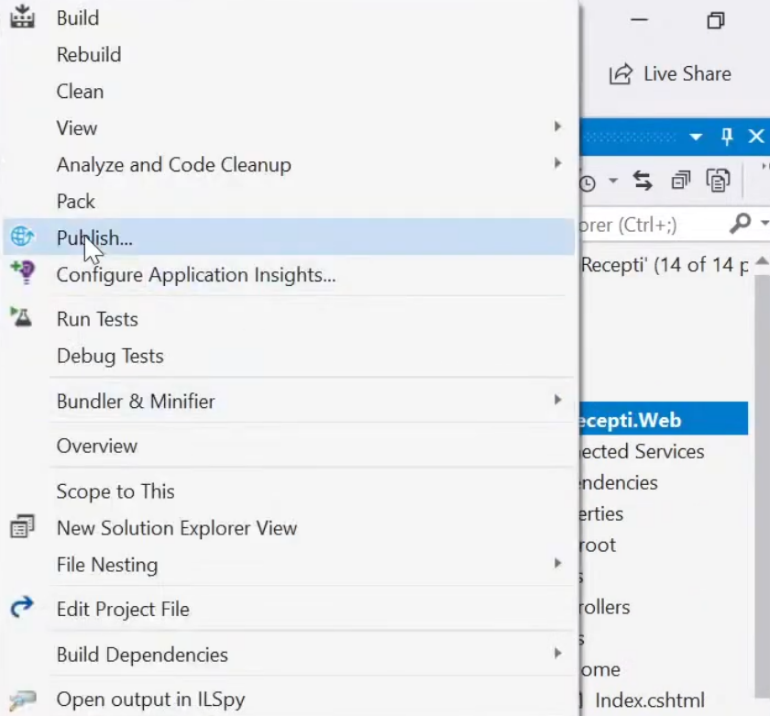 Build
Rebuild
Clean
View
Analyze and Code Cleanup
Pack
Publish...
Configure Application Insights...
Run Tests
Debug Tests
Bundler & Minifier
Overview
Scope to This
New Solution Explorer View
File Nesting
Edit Project File
Build Dependencies
Open output in ILSpy
Live Share
orer (Ctrl+;)
Recepti' (14 of 14 p
ecepti.Web
ected Services
endencies
erties
root
s
rollers
s
ome
Index.cshtml